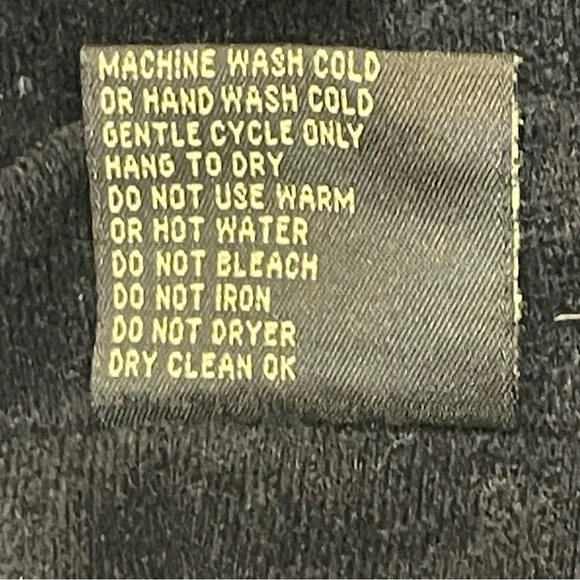 MACHINE WASH COLD
OR HAND WASH COLD
GENTLE CYCLE ONLY
HANG TO DRY
DO NOT USE WARM
OR HOT WATER
DO NOT BLEACH
DO NOT IRON
DO NOT DRYER
DRY CLEAN OK